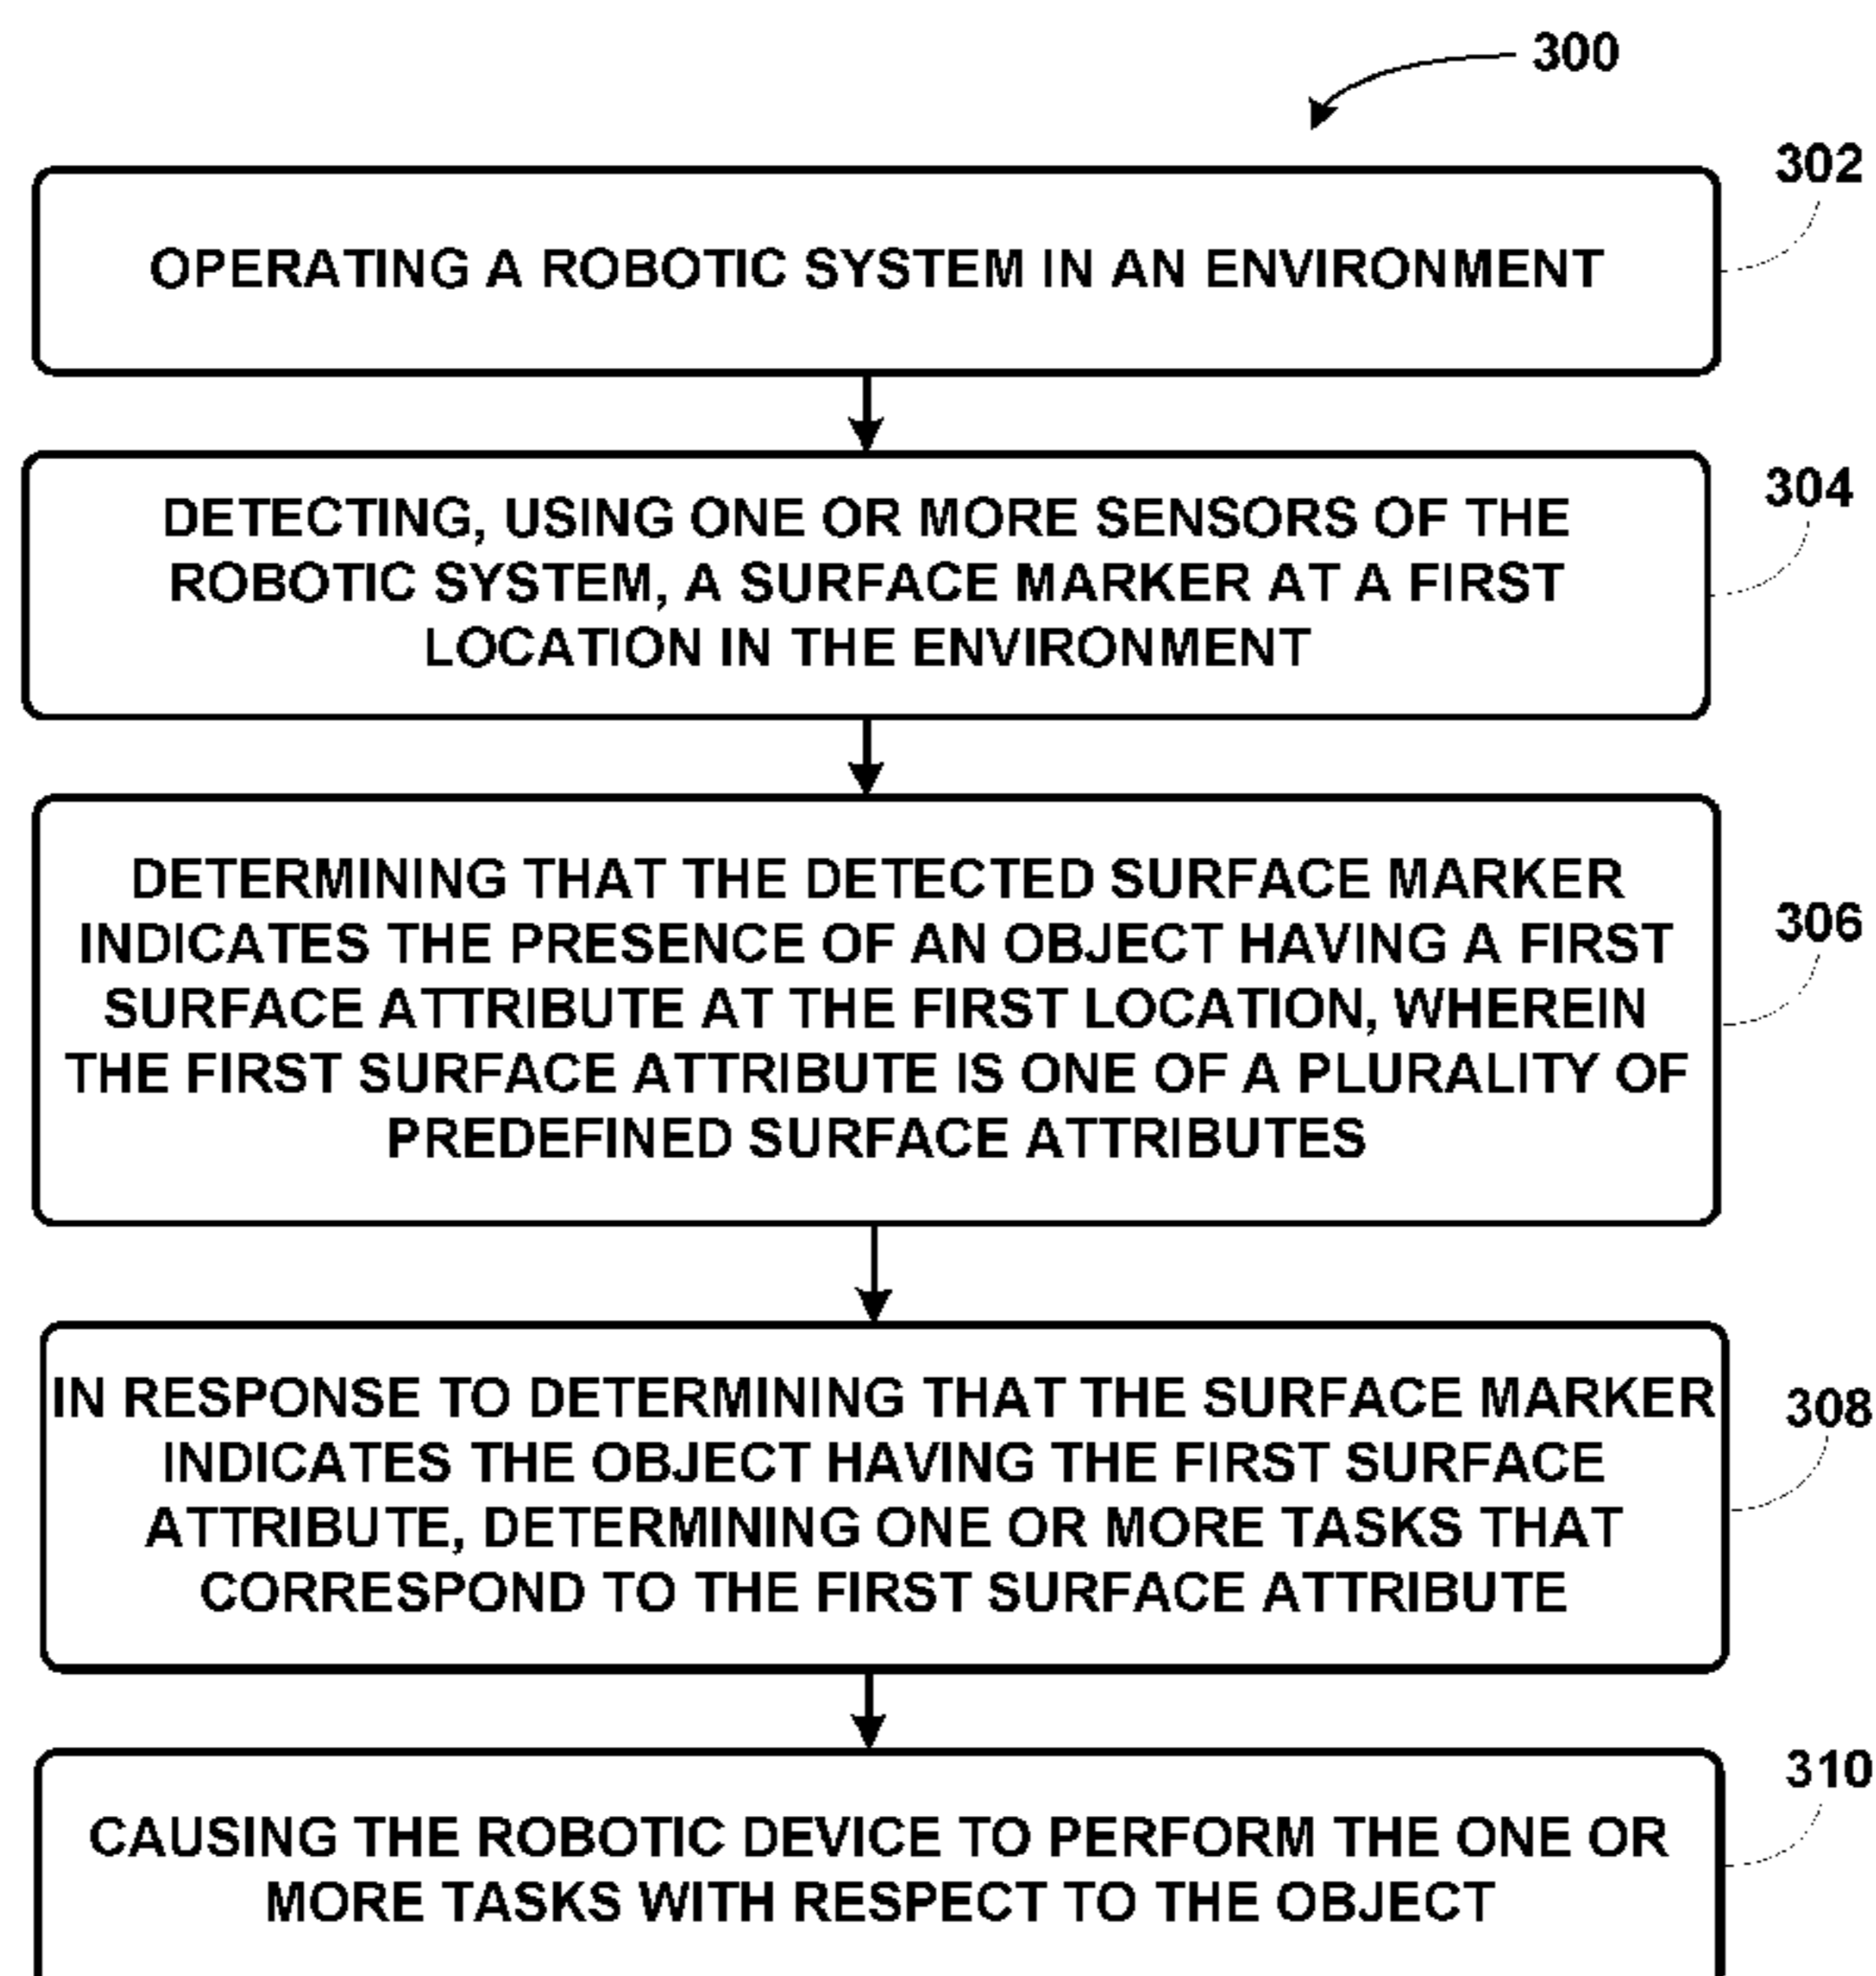 300
302
OPERATING A ROBOTIC SYSTEM IN AN ENVIRONMENT
304
DETECTING, USING ONE OR MORE SENSORS OF THE
ROBOTIC SYSTEM, A SURFACE MARKER AT A FIRST
LOCATION IN THE ENVIRONMENT
306
DETERMINING THAT THE DETECTED SURFACE MARKER
INDICATES THE PRESENCE OF AN OBJECT HAVING A FIRST
SURFACE ATTRIBUTE AT THE FIRST LOCATION, WHEREIN
THE FIRST SURFACE ATTRIBUTE IS ONE OF A PLURALITY OF
PREDEFINED SURFACE ATTRIBUTES
308
IN RESPONSE TO DETERMINING THAT THE SURFACE MARKER
INDICATES THE OBJECT HAVING THE FIRST SURFACE
ATTRIBUTE, DETERMINING ONE OR MORE TASKS THAT
CORRESPOND TO THE FIRST SURFACE ATTRIBUTE
310
CAUSING THE ROBOTIC DEVICE TO PERFORM THE ONE OR
MORE TASKS WITH RESPECT TO THE OBJECT